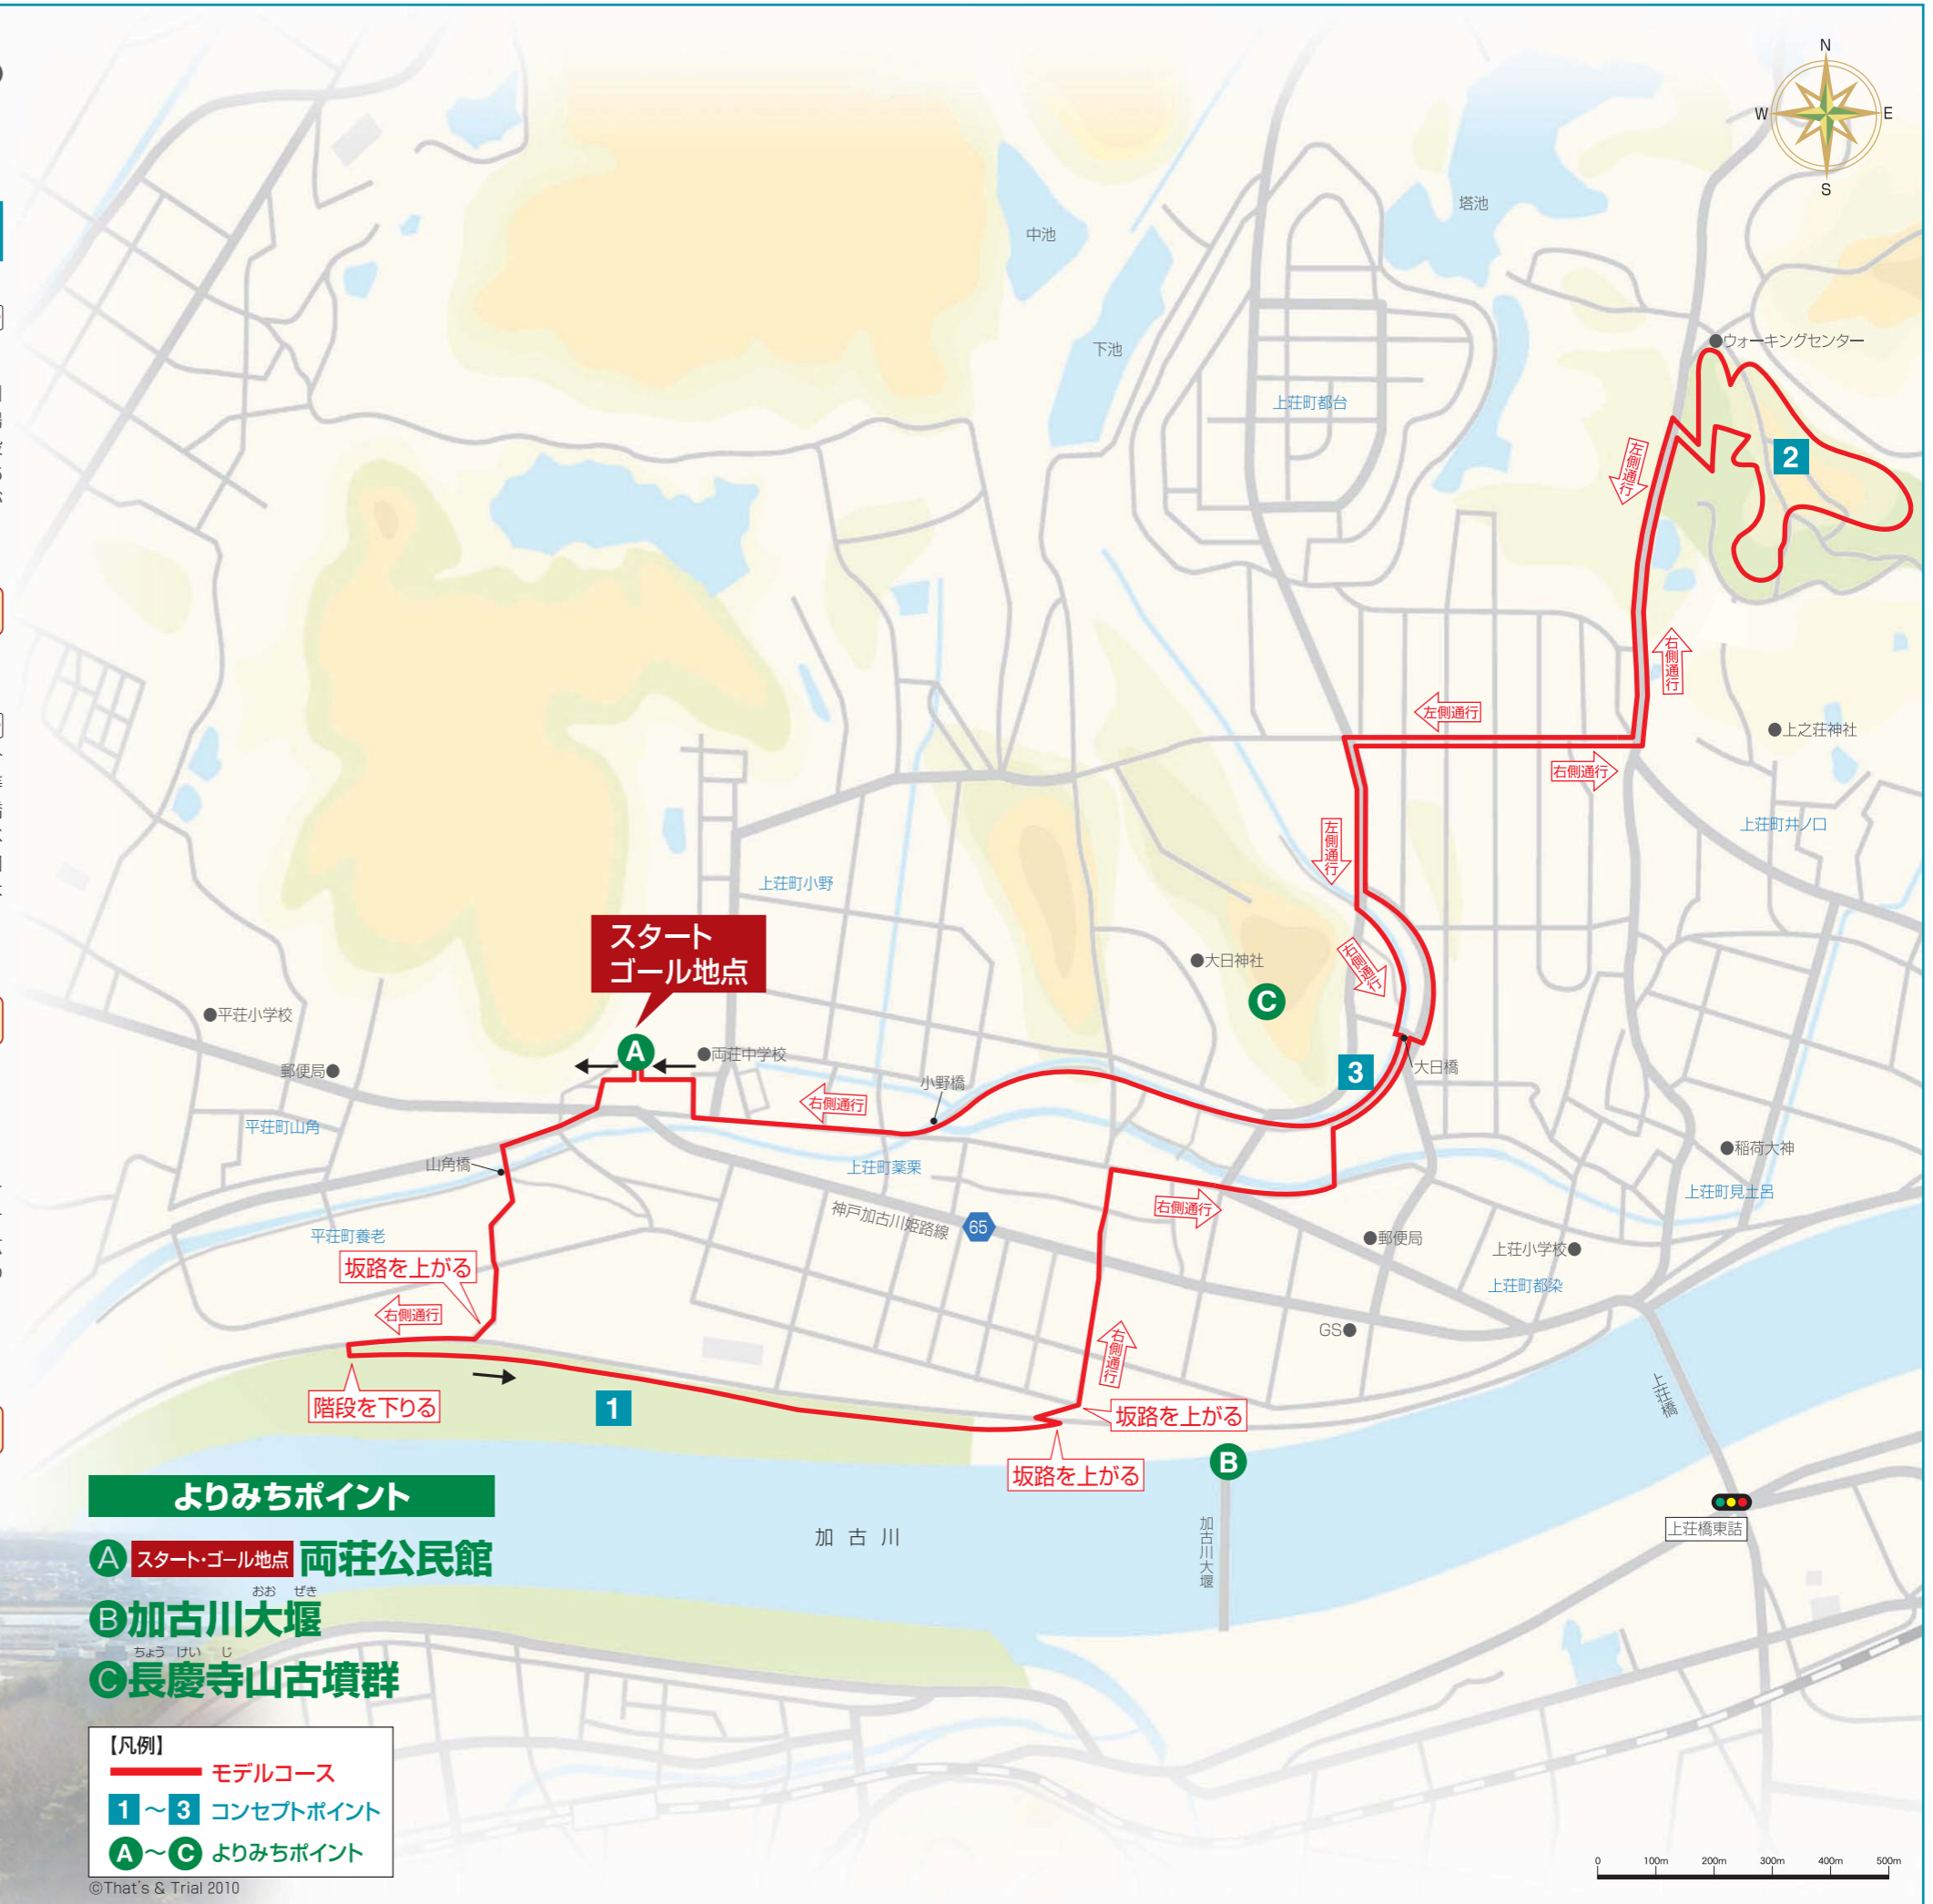 N
W
E
S
塔池
中池
下池
ウォーキングセンター
上荘町都台
左側通行
2
右側通行
左側通行
上之荘神社
右側通行
上荘町井ノ口
左側通行
上荘町小野
スタート
ゴール地点
大日神社
右側通行
C
平荘小学校
A
両荘中学校
郵便局
3
大日橋
小野橋
右側通行
平荘町山角
山角橋
上荘町薬栗
稲荷大神
上荘町見土呂
平荘町養老
神戸加古川姫路線
65
右側通行
郵便局
上荘小学校
坂路を上がる
上荘町都染
右側通行
GS
右側通行
階段を下りる
1
坂路を上がる
上荘橋
坂路を上がる
B
よりみちポイント
加古川
加古川大堰
上荘橋東詰
A スタート・ゴール地点 両荘公民館
おお ぜき
B 加古川大堰
ちょう けい じ
C 長慶寺山古墳群
【凡例】
モデルコース
1～3 コンセプトポイント
A～C よりみちポイント
©That's & Trial 2010
0 100m 200m 300m 400m 500m